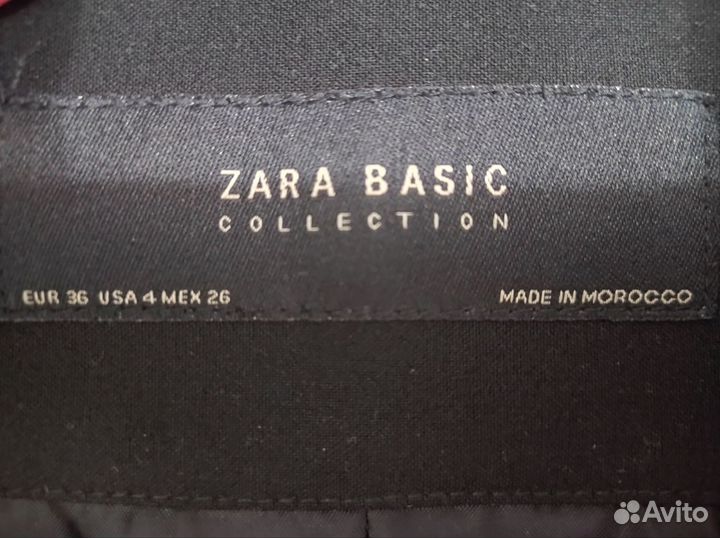 ZARA BASIC
COLLECTION
EUR 36 USA 4 MEX 26
MADE IN MOROCCO
Avito